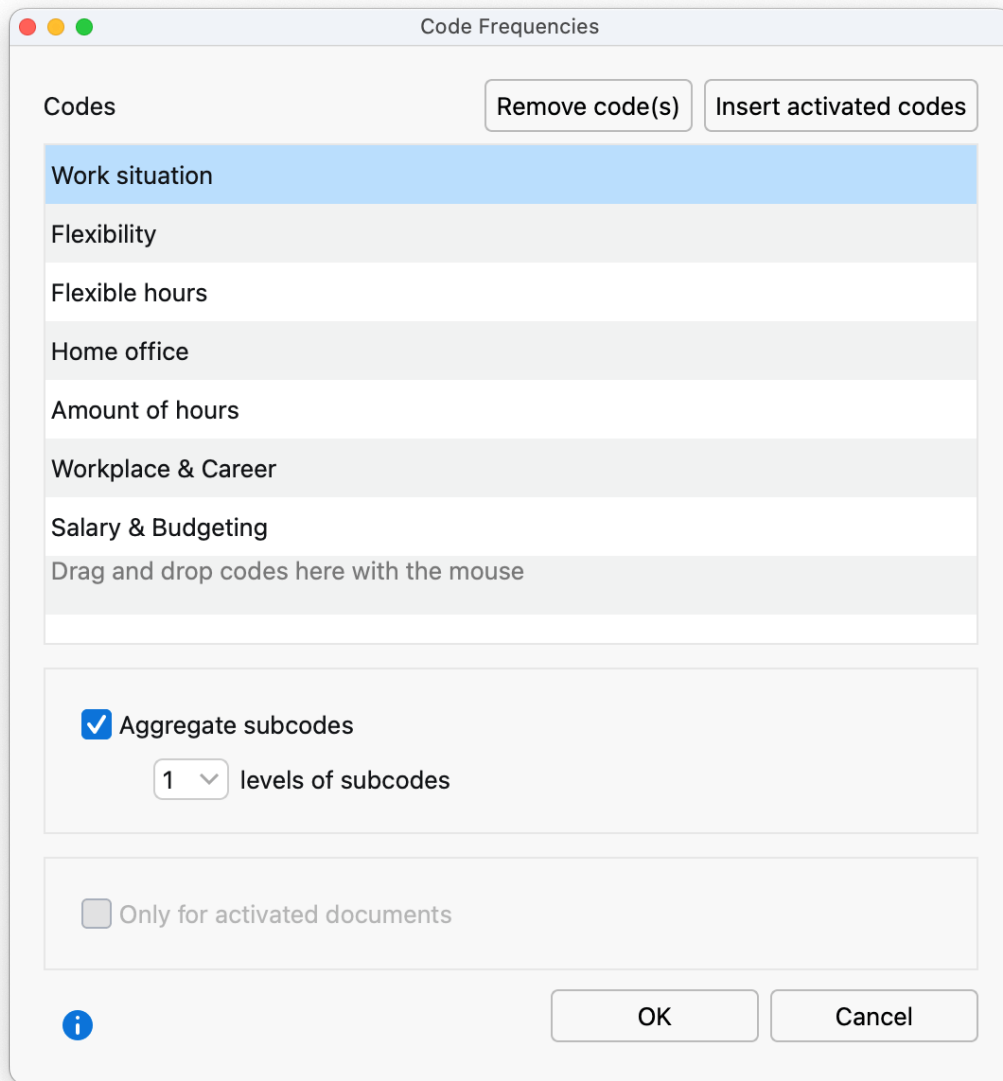 Code Frequencies
Codes
Remove code(s)
Insert activated codes
Work situation
Flexibility
Flexible hours
Home office
Amount of hours
Workplace & Career
Salary & Budgeting
Drag and drop codes here with the mouse
Aggregate subcodes
1 levels of subcodes
Only for activated documents
OK
Cancel